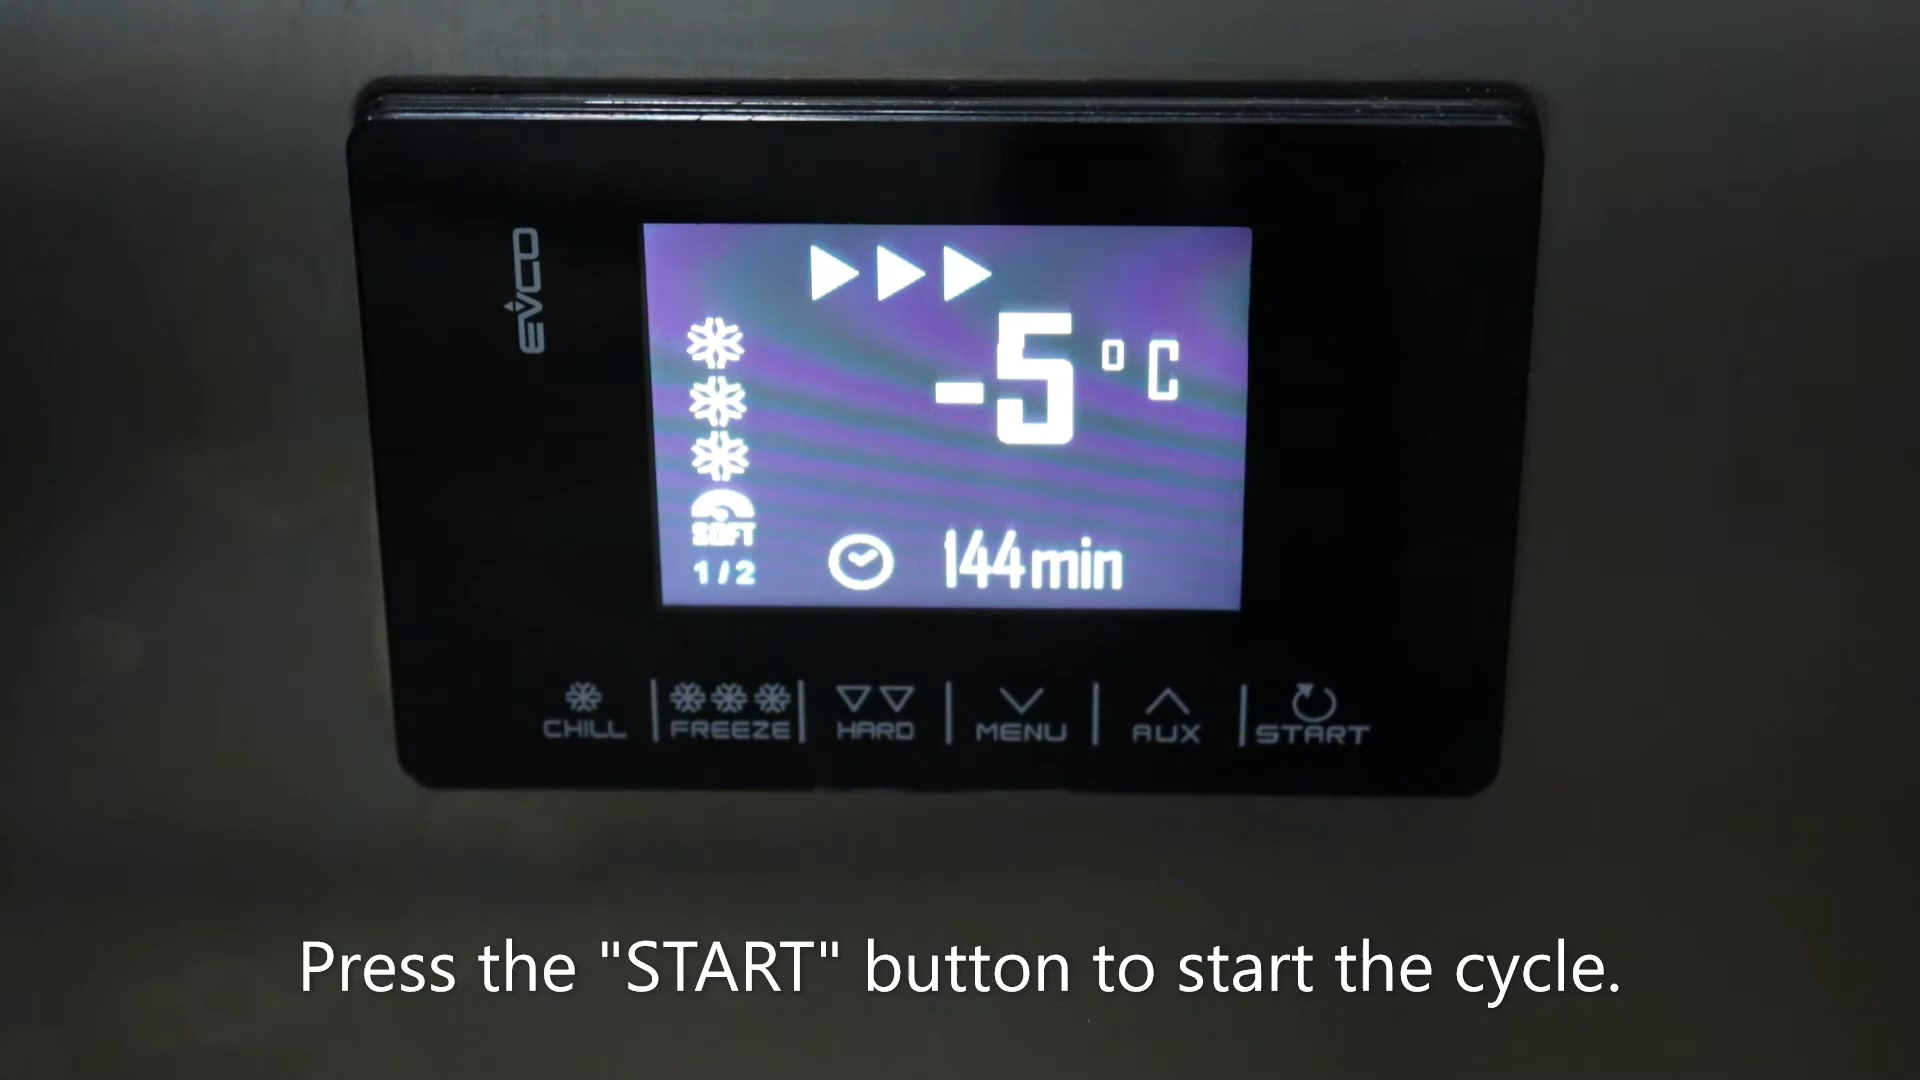 EVCO
-5 °C
SOFT
1/2
144min
CHILL
FREEZE
HARD
MENU
AUX
START
Press the "START" button to start the cycle.